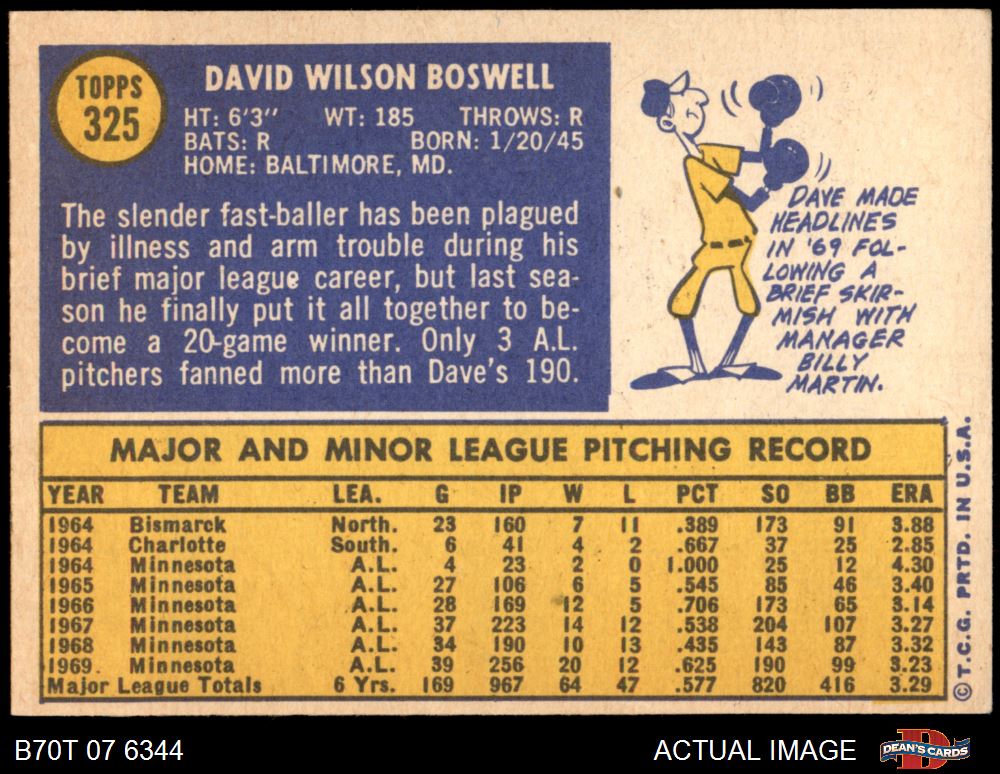 TOPPS
325
DAVID WILSON BOSWELL
HT: 6'3" WT: 185 THROWS: R
BATS: R BORN: 1/20/45
HOME: BALTIMORE, MD.
The slender fast-baller has been plagued
by illness and arm trouble during his
brief major league career, but last sea-
son he finally put it all together to be-
come a 20-game winner. Only 3 A.L.
pitchers fanned more than Dave's 190.
DAVE MADE
HEADLINES
IN '69 FOL-
LOWING A
BRIEF SKIR-
MISH WITH
MANAGER
BILLY
MARTIN.
MAJOR AND MINOR LEAGUE PITCHING RECORD
YEAR TEAM LEA. G IP W L PCT SO BB ERA
1964 Bismarck North. 23 160 7 11 .389 173 91 3.88
1964 Charlotte South. 6 41 4 2 .667 37 25 2.85
1964 Minnesota A.L. 4 23 2 0 1.000 25 12 4.30
1965 Minnesota A.L. 27 106 6 5 .545 85 46 3.40
1966 Minnesota A.L. 28 169 12 5 .706 173 65 3.14
1967 Minnesota A.L. 37 223 14 12 .538 204 107 3.27
1968 Minnesota A.L. 34 190 10 13 .435 143 87 3.32
1969 Minnesota A.L. 39 256 20 12 .625 190 99 3.23
Major League Totals 6 Yrs. 169 967 64 47 .577 820 416 3.29
© T.C.G. PRTD. IN U.S.A.
B70T 07 6344 ACTUAL IMAGE
DEAN'S CARDS